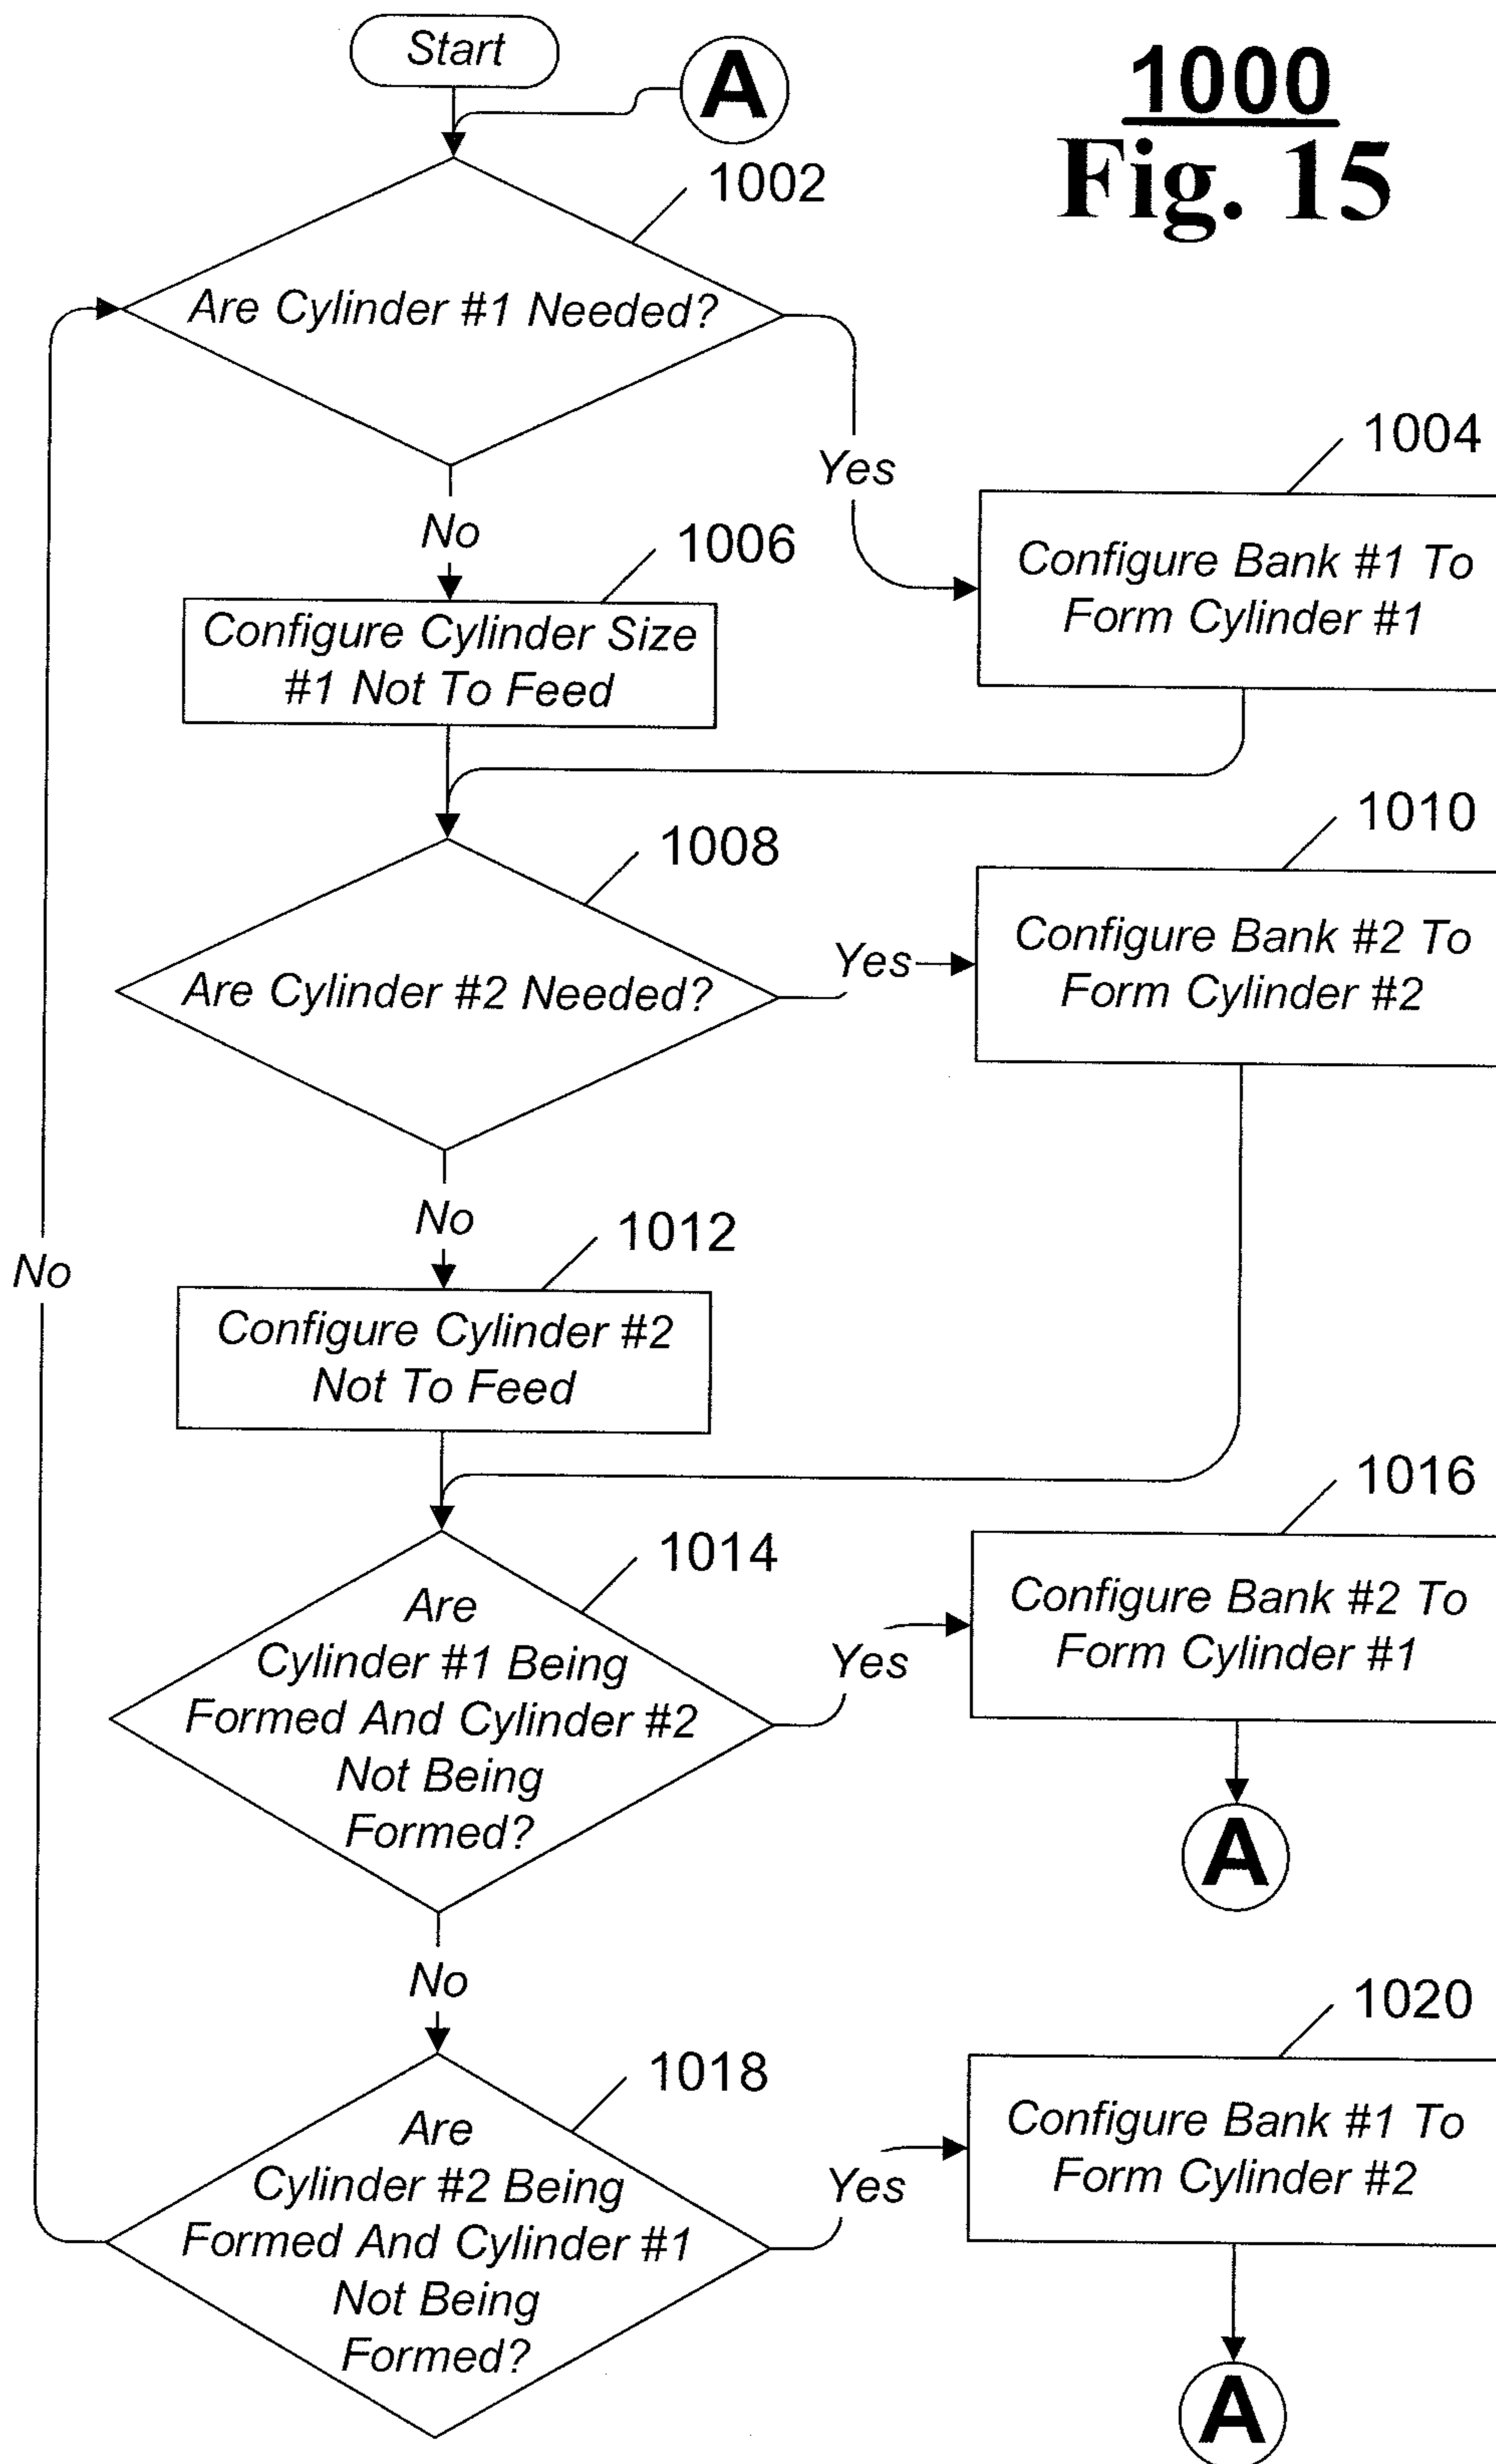 Start
A
1000
Fig. 15
1002
Are Cylinder #1 Needed?
Yes
1004
Configure Bank #1 To
Form Cylinder #1
No
1006
Configure Cylinder Size
#1 Not To Feed
1008
Are Cylinder #2 Needed?
Yes
1010
Configure Bank #2 To
Form Cylinder #2
No
1012
Configure Cylinder #2
Not To Feed
No
1014
Are
Cylinder #1 Being
Formed And Cylinder #2
Not Being
Formed?
Yes
1016
Configure Bank #2 To
Form Cylinder #1
A
No
1018
Are
Cylinder #2 Being
Formed And Cylinder #1
Not Being
Formed?
Yes
1020
Configure Bank #1 To
Form Cylinder #2
A